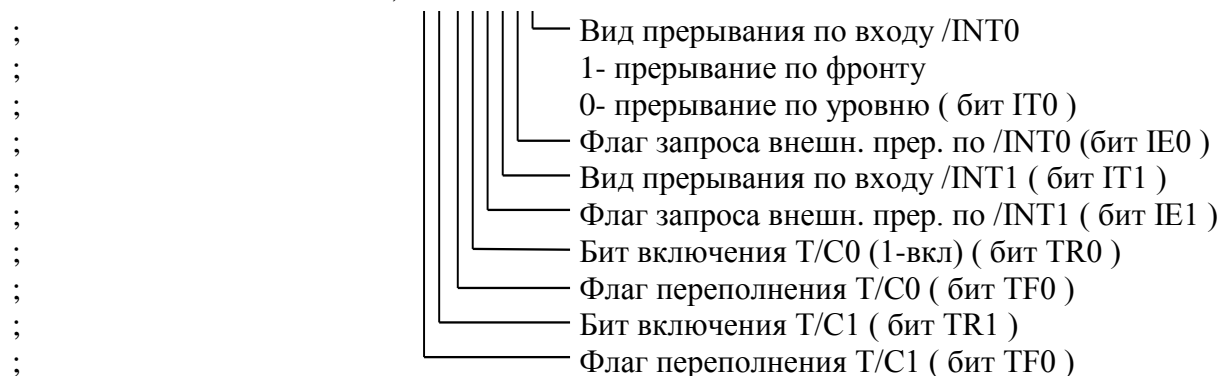 ; Вид прерывания по входу /INT0
; 1- прерывание по фронту
; 0- прерывание по уровню ( бит IT0 )
; Флаг запроса внешн. прер. по /INT0 (бит IE0 )
; Вид прерывания по входу /INT1 ( бит IT1 )
; Флаг запроса внешн. прер. по /INT1 ( бит IE1 )
; Бит включения T/C0 (1-вкл) ( бит TR0 )
; Флаг переполнения T/C0 ( бит TF0 )
; Бит включения T/C1 ( бит TR1 )
; Флаг переполнения T/C1 ( бит TF0 )